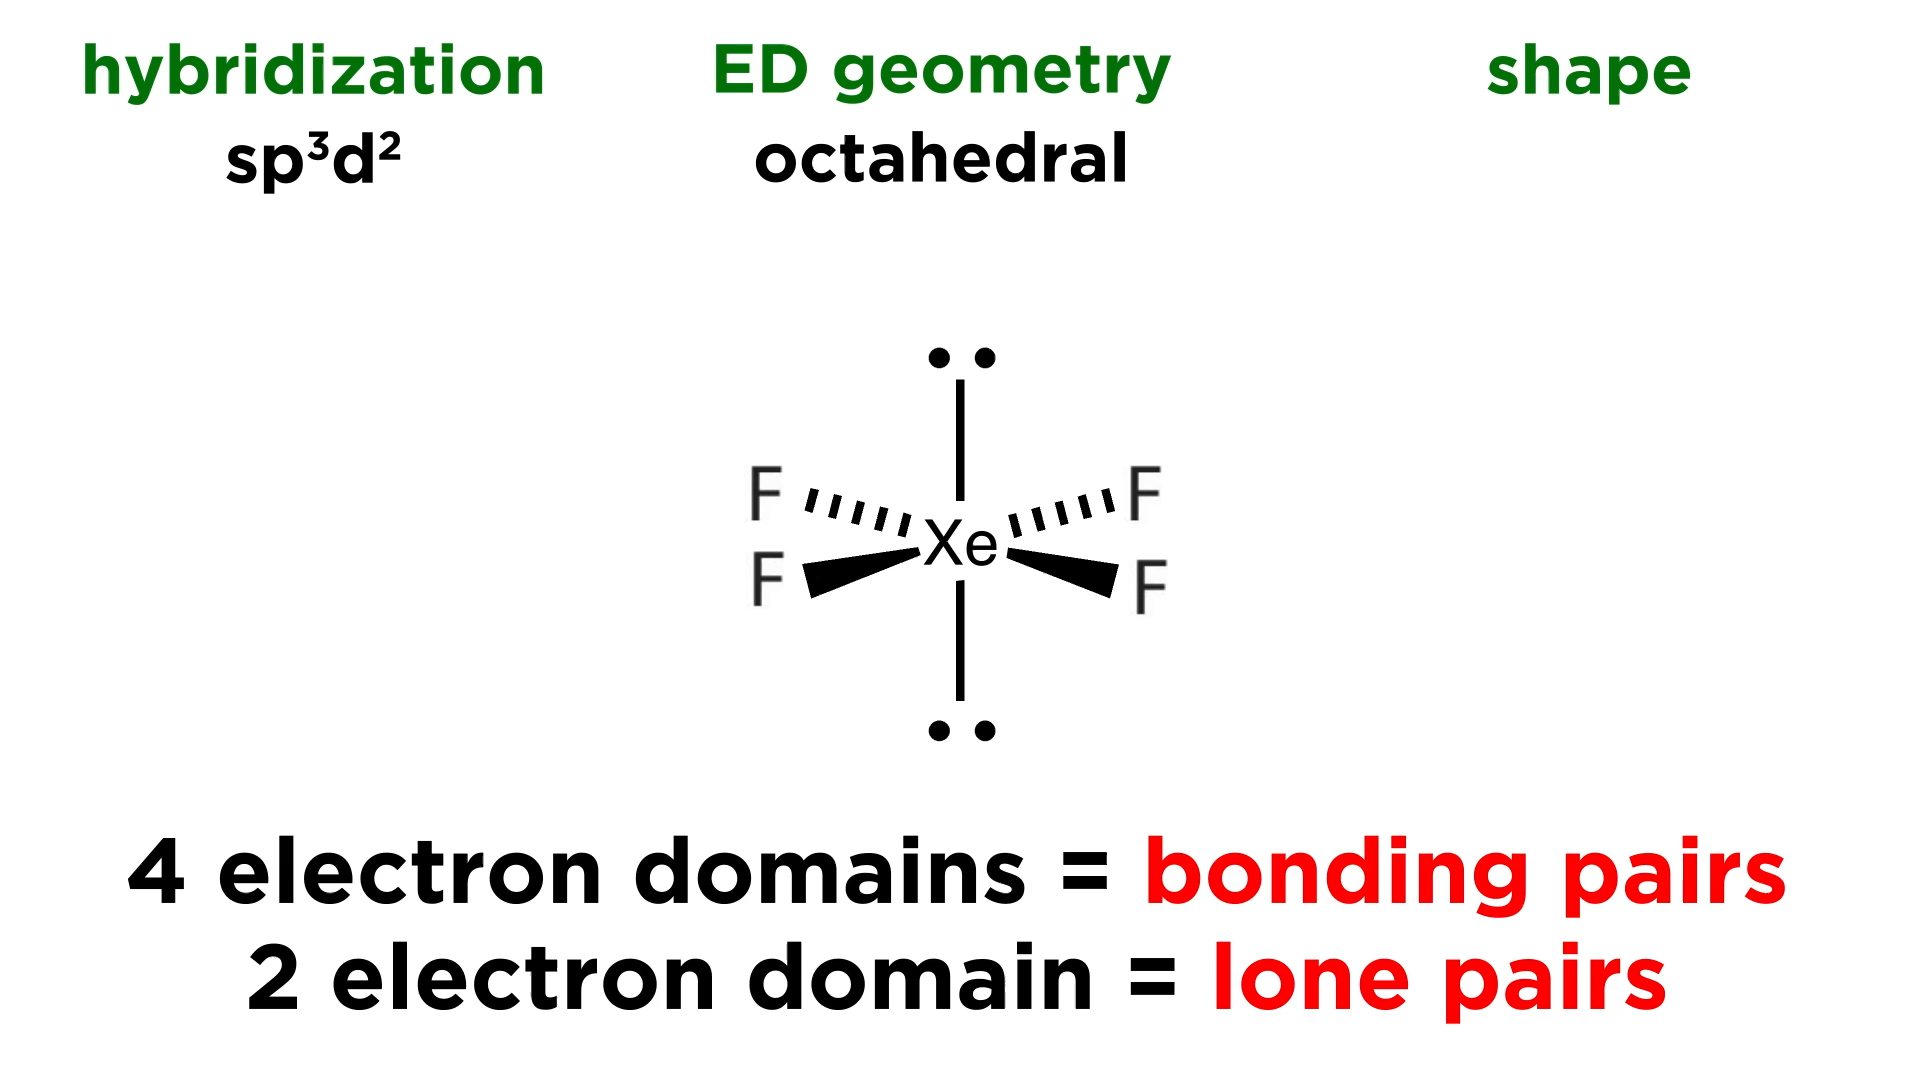 hybridization ED geometry shape
sp³d² octahedral
F F
Xe
F F
4 electron domains = bonding pairs
2 electron domain = lone pairs